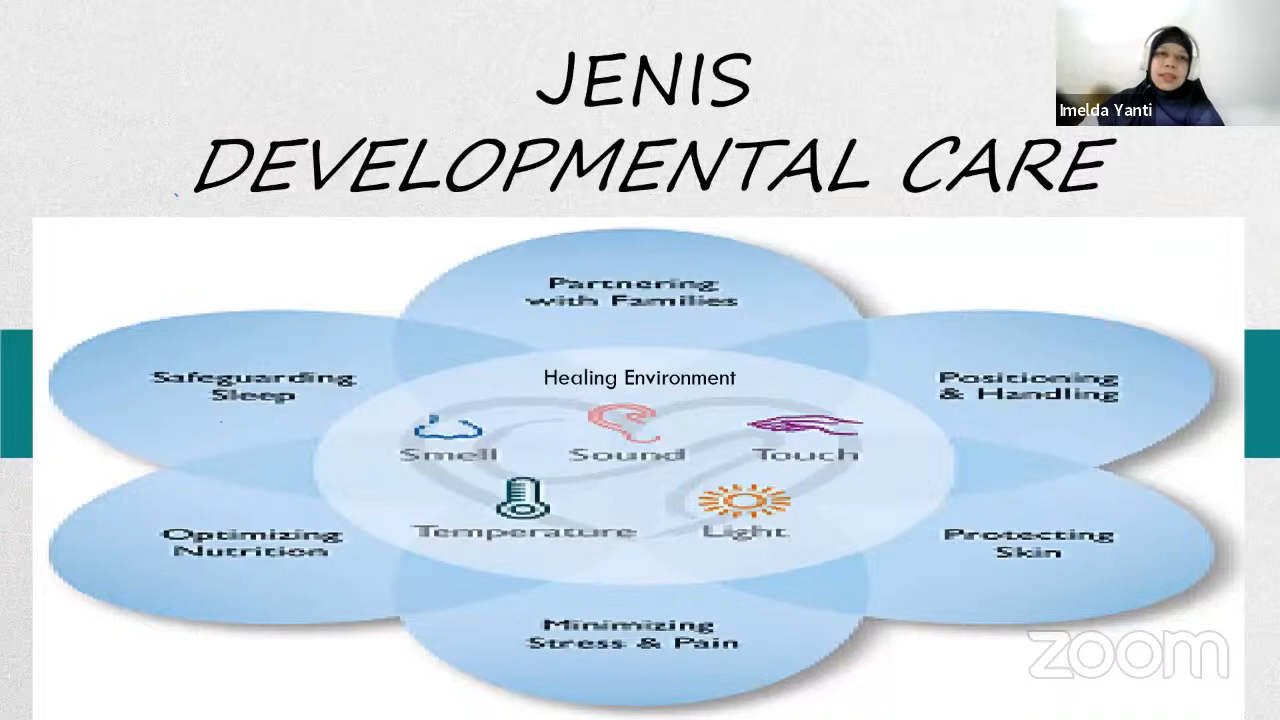 JENIS
DEVELOPMENTAL CARE
Imelda Yanti
Partnering
with Families
Safeguarding
Sleep
Healing Environment
Positioning
& Handling
Smell
Sound
Touch
Temperature
Light
Optimizing
Nutrition
Protecting
Skin
Minimizing
Stress & Pain
zoom